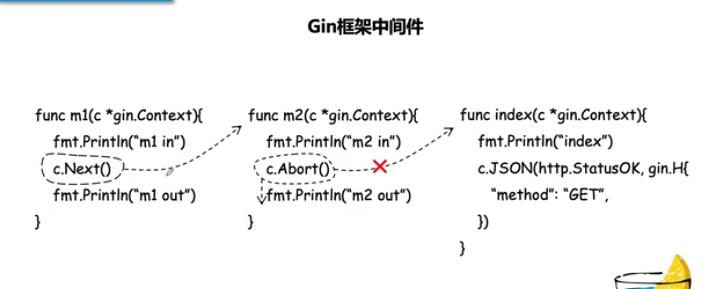 Gin框架中间件
func m1(c *gin.Context){
fmt.Println("m1 in")
c.Next()
fmt.Println("m1 out")
}
func m2(c *gin.Context){
fmt.Println("m2 in")
c.Abort()
fmt.Println("m2 out")
}
func index(c *gin.Context){
fmt.Println("index")
c.JSON(http.StatusOK, gin.H{
"method": "GET",
})
}